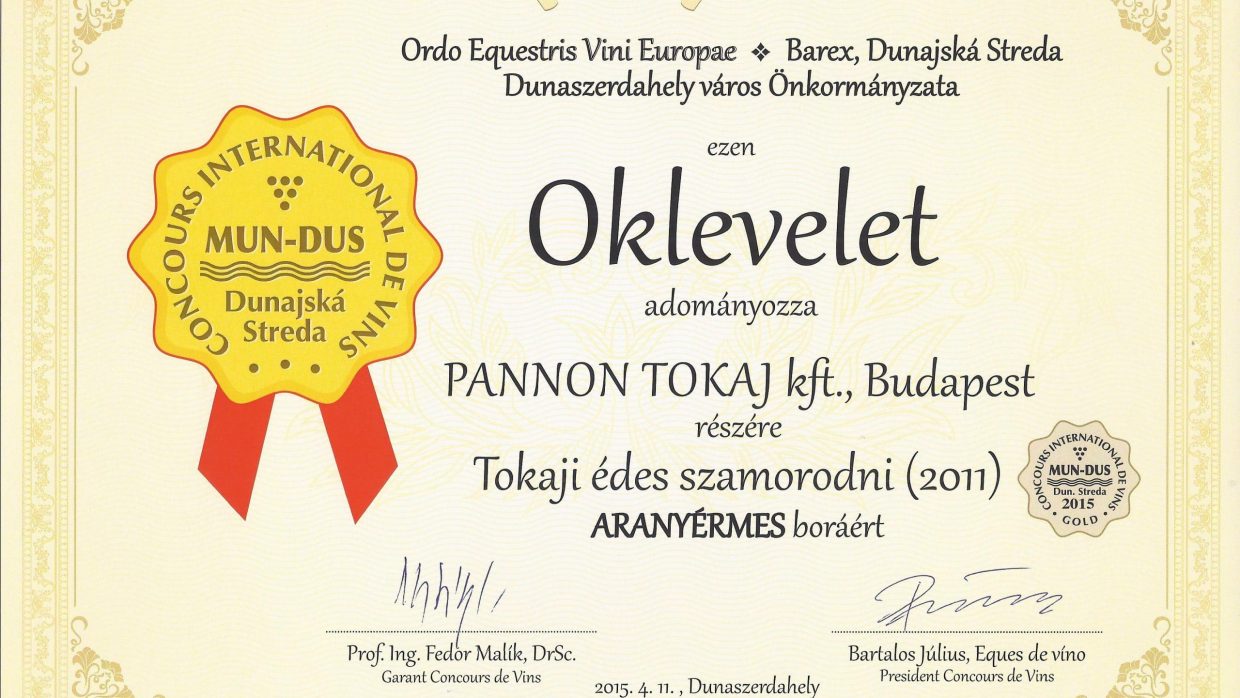 Ordo Equestris Vini Europae ❖ Barex, Dunajská Streda
Dunaszerdahely város Önkormányzata
ezen
Oklevelet
adományozza
PANNON TOKAJ kft., Budapest
részére
Tokaji édes szamorodni (2011)
ARANYÉRMES boráért
CONCOURS INTERNATIONAL DE VINS
MUN-DUS
Dunajská
Streda
CONCOURS INTERNATIONAL DE VINS
MUN-DUS
Dun. Streda
2015
• GOLD •
Prof. Ing. Fedor Malík, DrSc.
Garant Concours de Vins
Bartalos Július, Eques de víno
President Concours de Vins
2015. 4. 11. , Dunaszerdahely